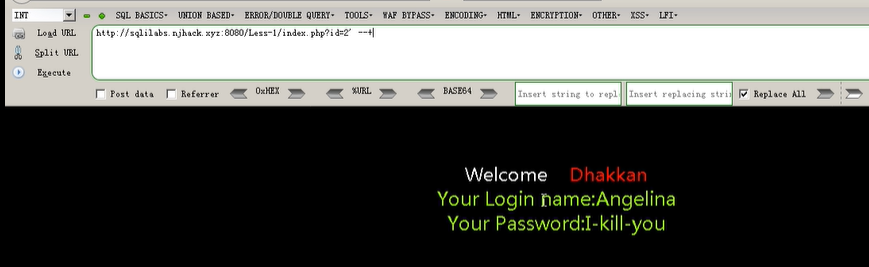 INT SQL BASICS▾ UNION BASED▾ ERROR/DOUBLE QUERY▾ TOOLS▾ WAF BYPASS▾ ENCODING▾ HTML▾ ENCRYPTION▾ OTHER▾ XSS▾ LFI▾
Load URL http://sqlilabs.njhack.xyz:8080/Less-1/index.php?id=2' --+
Split URL
Execute
Post data Referrer 0xHEX %URL BASE64 Insert string to repl Insert replacing stri Replace All
Welcome Dhakkan
Your Login name:Angelina
Your Password:I-kill-you